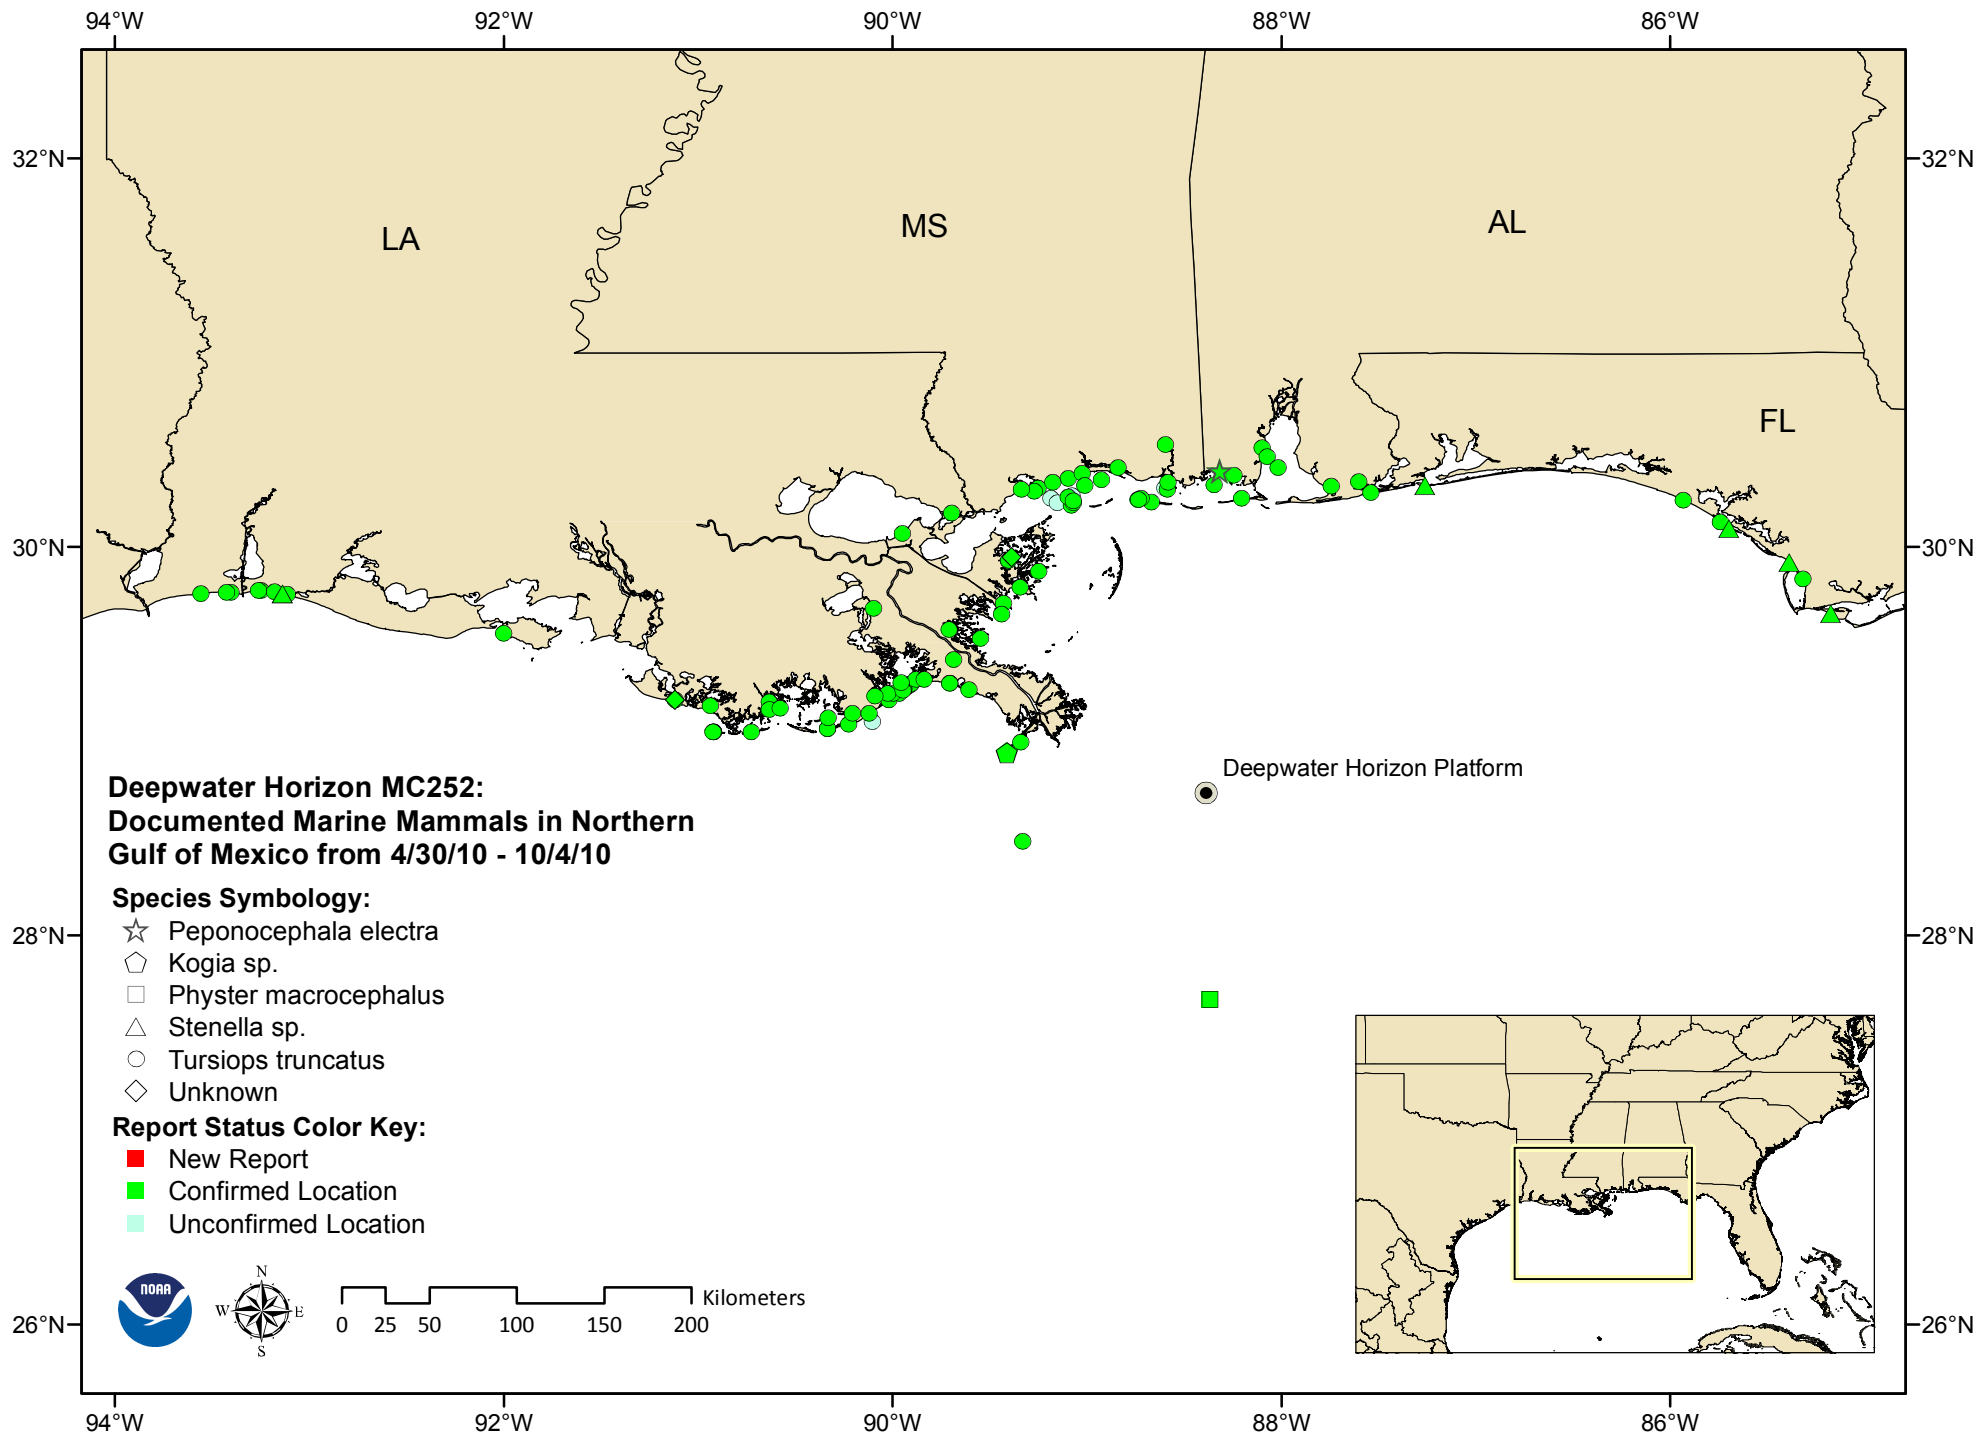 94°W 92°W 90°W 88°W 86°W
32°N 32°N
LA MS AL
FL
30°N 30°N
Deepwater Horizon Platform
Deepwater Horizon MC252:
Documented Marine Mammals in Northern
Gulf of Mexico from 4/30/10 - 10/4/10
Species Symbology:
28°N 28°N
Peponocephala electra
Kogia sp.
Physter macrocephalus
Stenella sp.
Tursiops truncatus
Unknown
Report Status Color Key:
New Report
Confirmed Location
Unconfirmed Location
NOAA
N
W E
S
Kilometers
0 25 50 100 150 200
26°N 26°N
94°W 92°W 90°W 88°W 86°W